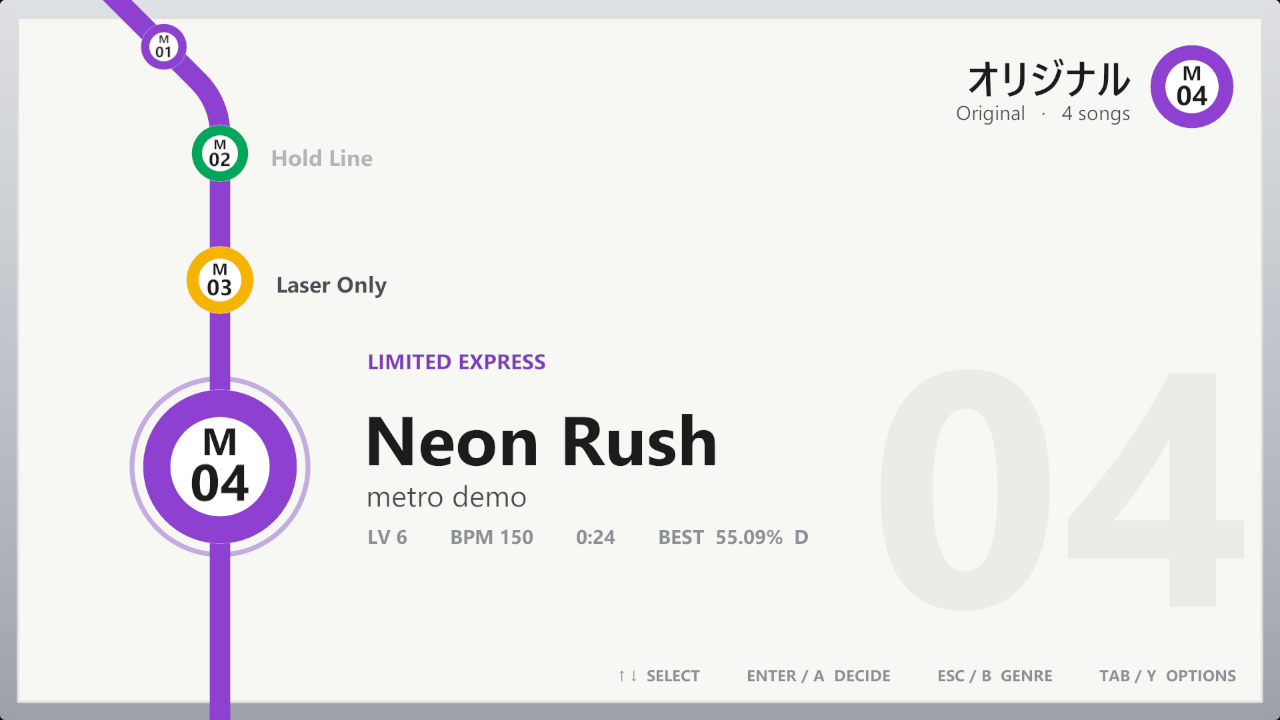 M
01
オリジナル
Original · 4 songs
M
04
M
02
Hold Line
M
03
Laser Only
LIMITED EXPRESS
M
04
Neon Rush
metro demo
LV 6 BPM 150 0:24 BEST 55.09% D
04
↑↓ SELECT ENTER / A DECIDE ESC / B GENRE TAB / Y OPTIONS